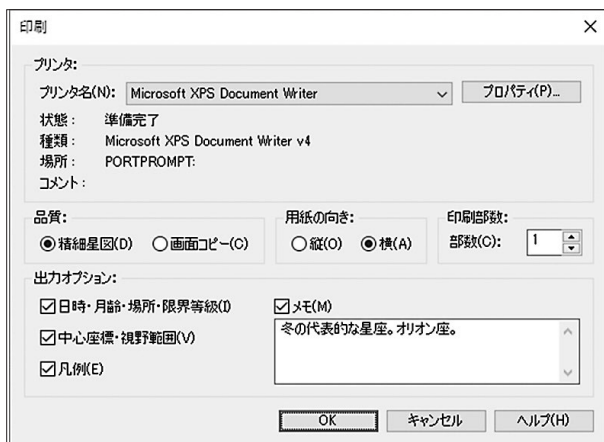 印刷
プリンタ:
プリンタ名(N): Microsoft XPS Document Writer プロパティ(P)...
状態: 準備完了
種類: Microsoft XPS Document Writer v4
場所: PORTPROMPT:
コメント:
品質: 用紙の向き: 印刷部数:
精細星図(D) 画面コピー(C) 縦(O) 横(A) 部数(C): 1
出力オプション:
日時・月齢・場所・限界等級(I) メモ(M)
冬の代表的な星座。オリオン座。
中心座標・視野範囲(V)
凡例(E)
OK キャンセル ヘルプ(H)